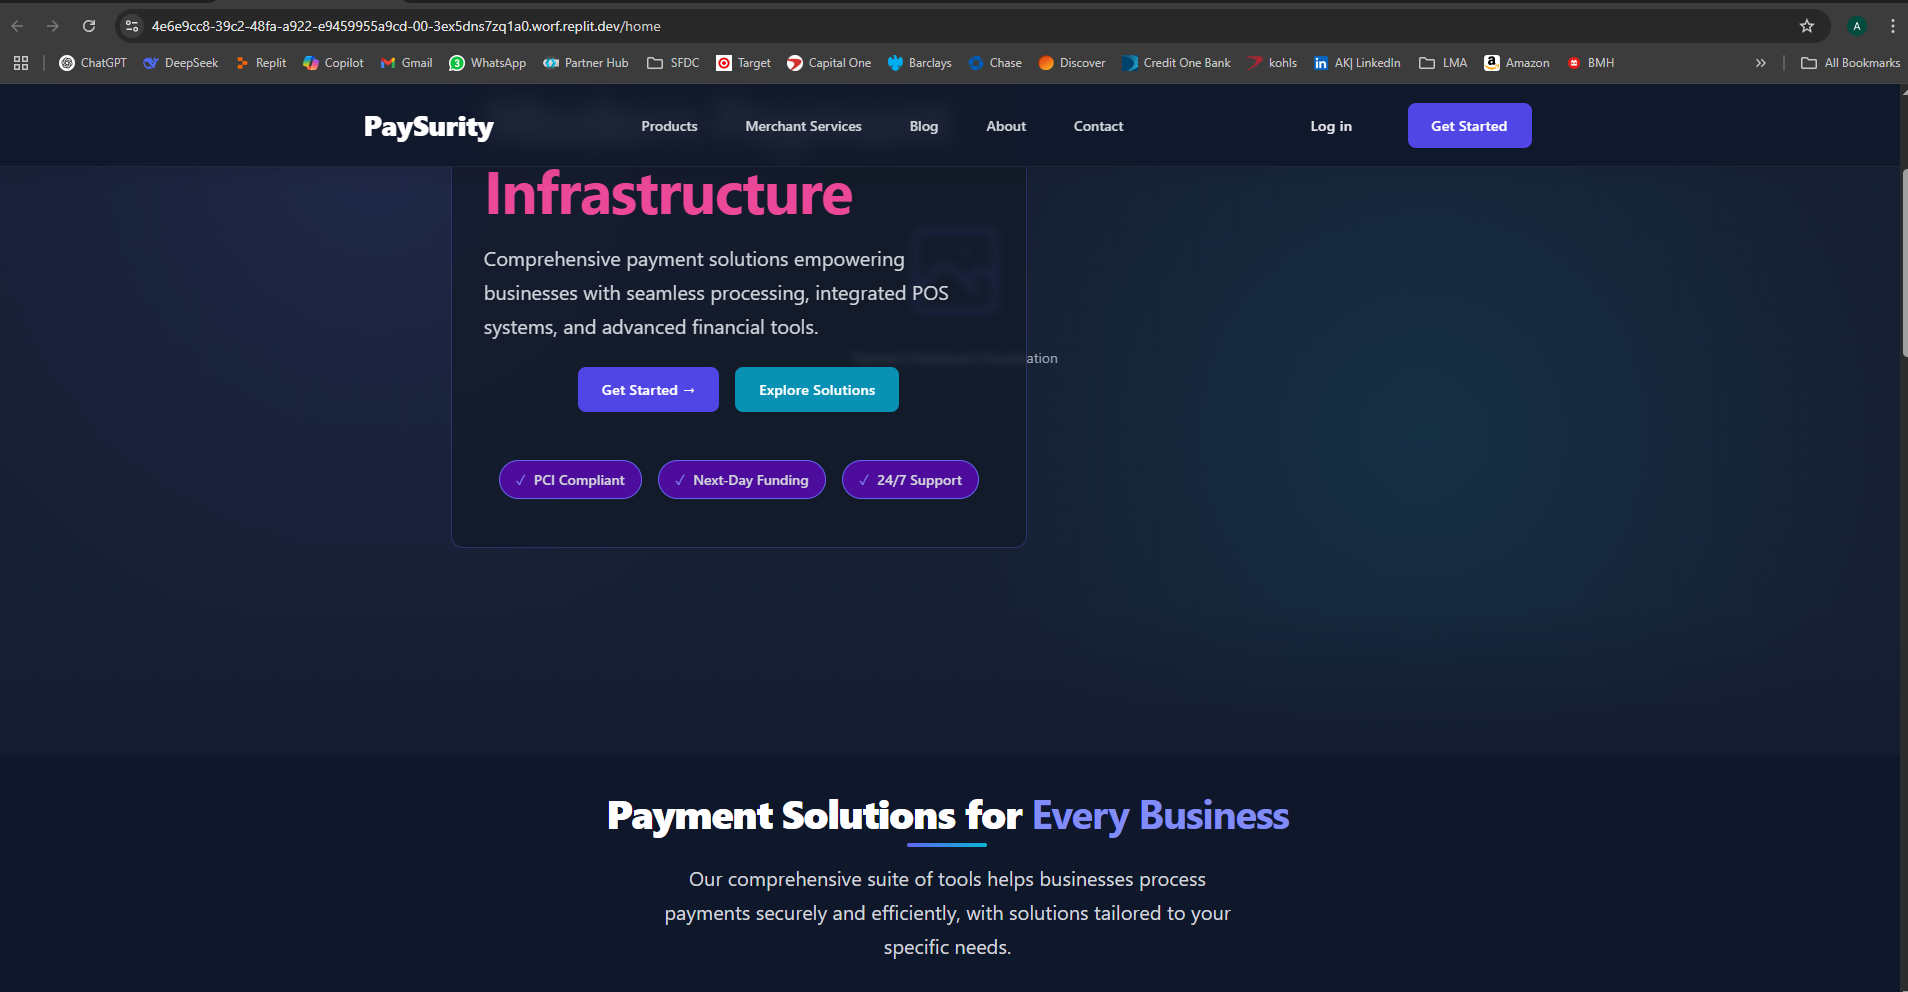 4e6e9cc8-39c2-48fa-a922-e9459955a9cd-00-3ex5dns7zq1a0.worf.replit.dev/home
A
ChatGPT DeepSeek Replit Copilot Gmail WhatsApp Partner Hub SFDC Target Capital One Barclays Chase Discover Credit One Bank kohls AK| LinkedIn LMA Amazon BMH » All Bookmarks
PaySurity Products Merchant Services Blog About Contact Log in Get Started
Infrastructure
Comprehensive payment solutions empowering
businesses with seamless processing, integrated POS
systems, and advanced financial tools.
ation
Get Started → Explore Solutions
✓ PCI Compliant ✓ Next-Day Funding ✓ 24/7 Support
Payment Solutions for Every Business
Our comprehensive suite of tools helps businesses process
payments securely and efficiently, with solutions tailored to your
specific needs.